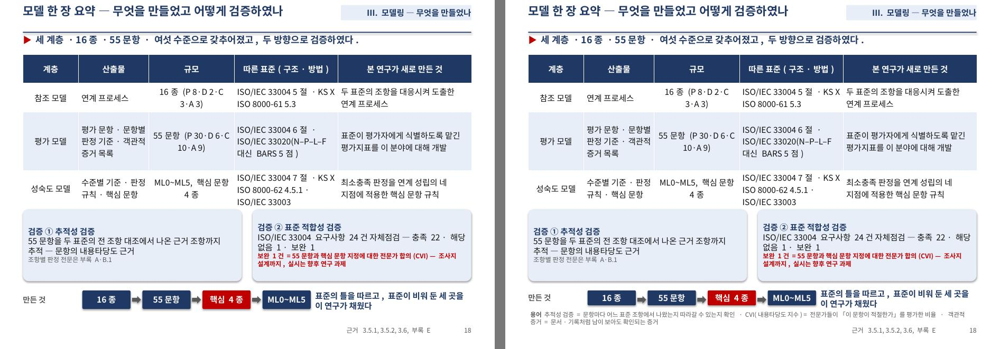 모델 한 장 요약 — 무엇을 만들었고 어떻게 검증하였나
III. 모델링 — 무엇을 만들었나
▶ 세 계층 · 16 종 · 55 문항 · 여섯 수준으로 갖추어졌고 , 두 방향으로 검증하였다 .
계층 산출물 규모 따른 표준 ( 구조 · 방법 ) 본 연구가 새로 만든 것
참조 모델
연계 프로세스
16 종 (P 8·D 2·C
3·A 3)
ISO/IEC 33004 5 절 · KS X
ISO 8000-61 5.3
두 표준의 조항을 대응시켜 도출한
연계 프로세스
평가 모델
평가 문항 · 문항별
판정 기준 · 객관적
증거 목록
55 문항 (P 30·D 6·C
10·A 9)
ISO/IEC 33004 6 절 ·
ISO/IEC 33020(N–P–L–F
대신 BARS 5 점 )
표준이 평가자에게 식별하도록 맡긴
평가지표를 이 분야에 대해 개발
성숙도 모델
수준별 기준 · 판정
규칙 · 핵심 문항
ML0~ML5, 핵심 문항
4 종
ISO/IEC 33004 7 절 · KS X
ISO 8000-62 4.5.1 ·
ISO/IEC 33003
최소충족 판정을 연계 성립의 네
지점에 적용한 핵심 문항 규칙
검증 ① 추적성 검증
55 문항을 두 표준의 전 조항 대조에서 나온 근거 조항까지
추적 — 문항의 내용타당도 근거
조항별 판정 전문은 부록 A·B.1
검증 ② 표준 적합성 검증
ISO/IEC 33004 요구사항 24 건 자체점검 — 충족 22 · 해당
없음 1 · 보완 1
보완 1 건 = 55 문항과 핵심 문항 지정에 대한 전문가 합의 (CVI) — 조사지
설계까지 , 실시는 향후 연구 과제
만든 것
16 종
55 문항
핵심 4 종
ML0~ML5
표준의 틀을 따르고 , 표준이 비워 둔 세 곳을
이 연구가 채웠다
근거 3.5.1, 3.5.2, 3.6, 부록 E
18
모델 한 장 요약 — 무엇을 만들었고 어떻게 검증하였나
III. 모델링 — 무엇을 만들었나
▶ 세 계층 · 16 종 · 55 문항 · 여섯 수준으로 갖추어졌고 , 두 방향으로 검증하였다 .
계층 산출물 규모 따른 표준 ( 구조 · 방법 ) 본 연구가 새로 만든 것
참조 모델
연계 프로세스
16 종 (P 8·D 2·C
3·A 3)
ISO/IEC 33004 5 절 · KS X
ISO 8000-61 5.3
두 표준의 조항을 대응시켜 도출한
연계 프로세스
평가 모델
평가 문항 · 문항별
판정 기준 · 객관적
증거 목록
55 문항 (P 30·D 6·C
10·A 9)
ISO/IEC 33004 6 절 ·
ISO/IEC 33020(N–P–L–F
대신 BARS 5 점 )
표준이 평가자에게 식별하도록 맡긴
평가지표를 이 분야에 대해 개발
성숙도 모델
수준별 기준 · 판정
규칙 · 핵심 문항
ML0~ML5, 핵심 문항
4 종
ISO/IEC 33004 7 절 · KS X
ISO 8000-62 4.5.1 ·
ISO/IEC 33003
최소충족 판정을 연계 성립의 네
지점에 적용한 핵심 문항 규칙
검증 ① 추적성 검증
55 문항을 두 표준의 전 조항 대조에서 나온 근거 조항까지
추적 — 문항의 내용타당도 근거
조항별 판정 전문은 부록 A·B.1
검증 ② 표준 적합성 검증
ISO/IEC 33004 요구사항 24 건 자체점검 — 충족 22 · 해당
없음 1 · 보완 1
보완 1 건 = 55 문항과 핵심 문항 지정에 대한 전문가 합의 (CVI) — 조사지
설계까지 , 실시는 향후 연구 과제
만든 것
16 종
55 문항
핵심 4 종
ML0~ML5
표준의 틀을 따르고 , 표준이 비워 둔 세 곳을
이 연구가 채웠다
용어 추적성 검증 = 문항마다 어느 표준 조항에서 나왔는지 따라갈 수 있는지 확인 · CVI( 내용타당도 지수 ) = 전문가들이 「이 문항이 적절한가」를 평가한 비율 · 객관적
증거 = 문서 · 기록처럼 남이 보아도 확인되는 증거
근거 3.5.1, 3.5.2, 3.6, 부록 E
18